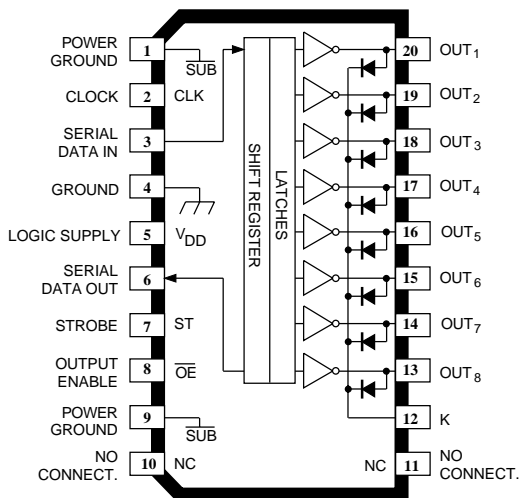 POWER
GROUND
1
SUB
20
OUT1
CLOCK
2
CLK
19
OUT2
SERIAL
DATA IN
3
18
OUT3
GROUND
4
17
OUT4
LOGIC SUPPLY
5
VDD
16
OUT5
SERIAL
DATA OUT
6
15
OUT6
STROBE
7
ST
14
OUT7
OUTPUT
ENABLE
8
OE
13
OUT8
POWER
GROUND
9
SUB
12
K
NO
CONNECT.
10
NC
NC
11
NO
CONNECT.
SHIFT REGISTER
LATCHES